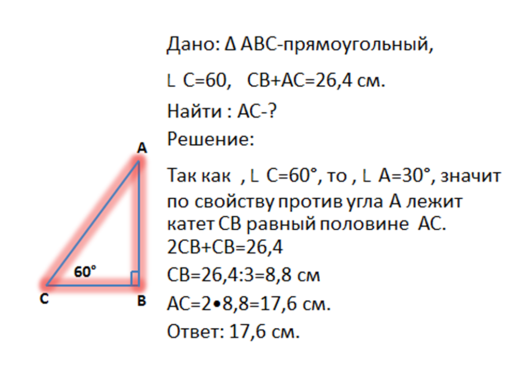 Дано: Δ АВС-прямоугольный,
L С=60, СВ+АС=26,4 см.
Найти : АС-?
Решение:
Так как , L С=60°, то , L А=30°, значит
по свойству против угла А лежит
катет СВ равный половине АС.
2СВ+СВ=26,4
СВ=26,4:3=8,8 см
АС=2•8,8=17,6 см.
Ответ: 17,6 см.
А
60°
С
В